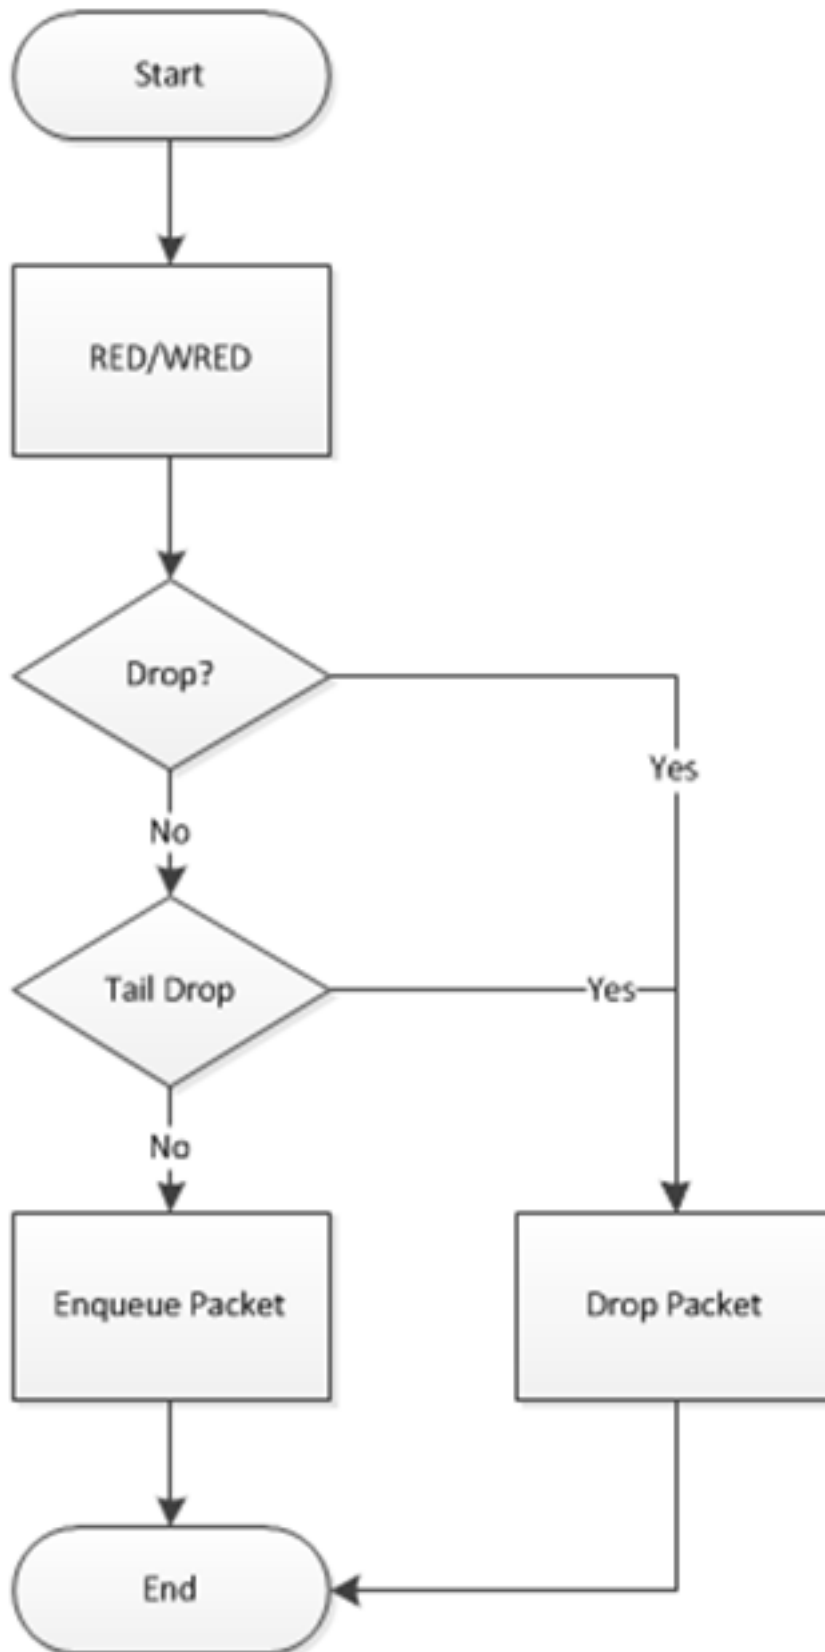 Start
RED/WRED
Drop?
Yes
No
Tail Drop
Yes
No
Enqueue Packet
Drop Packet
End